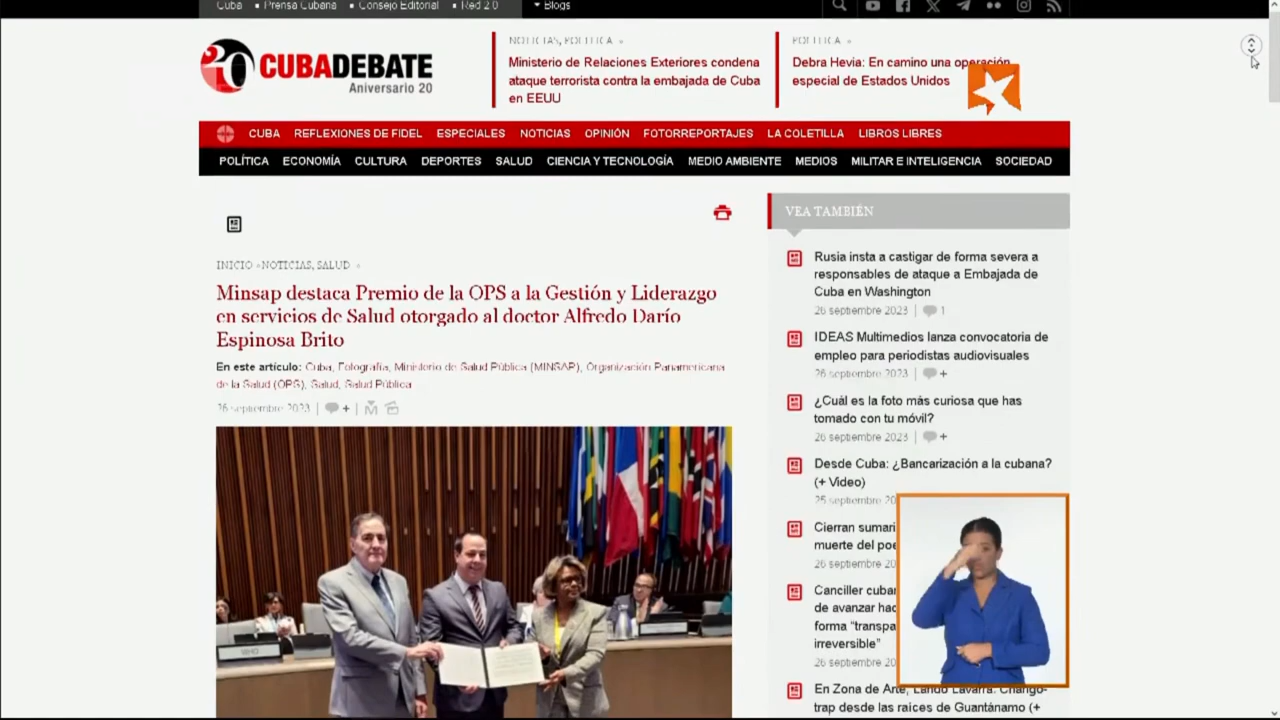 Cuba ▪ Prensa Cubana ▪ Consejo Editorial ▪ Red 2.0 ▾ Blogs
20 CUBADEBATE
Aniversario 20
NOTICIAS, POLÍTICA »
Ministerio de Relaciones Exteriores condena
ataque terrorista contra la embajada de Cuba
en EEUU
POLÍTICA »
Debra Hevia: En camino una operación
especial de Estados Unidos
CUBA REFLEXIONES DE FIDEL ESPECIALES NOTICIAS OPINIÓN FOTORREPORTAJES LA COLETILLA LIBROS LIBRES
POLÍTICA ECONOMÍA CULTURA DEPORTES SALUD CIENCIA Y TECNOLOGÍA MEDIO AMBIENTE MEDIOS MILITAR E INTELIGENCIA SOCIEDAD
INICIO »NOTICIAS, SALUD »
Minsap destaca Premio de la OPS a la Gestión y Liderazgo
en servicios de Salud otorgado al doctor Alfredo Darío
Espinosa Brito
En este artículo: Cuba, Fotografía, Ministerio de Salud Pública (MINSAP), Organización Panamericana
de la Salud (OPS), Salud, Salud Pública
26 septiembre 2023 | +
WHO
VEA TAMBIÉN
Rusia insta a castigar de forma severa a
responsables de ataque a Embajada de
Cuba en Washington
26 septiembre 2023 | 1
IDEAS Multimedios lanza convocatoria de
empleo para periodistas audiovisuales
26 septiembre 2023 | +
¿Cuál es la foto más curiosa que has
tomado con tu móvil?
26 septiembre 2023 | +
Desde Cuba: ¿Bancarización a la cubana?
(+ Video)
25 septiembre 20
Cierran sumari
muerte del poe
26 septiembre 20
Canciller cubar
de avanzar hac
forma “transpa
irreversible”
26 septiembre 20
En Zona de Arte, Lando Lavarra: Chango-
trap desde las raíces de Guantánamo (+